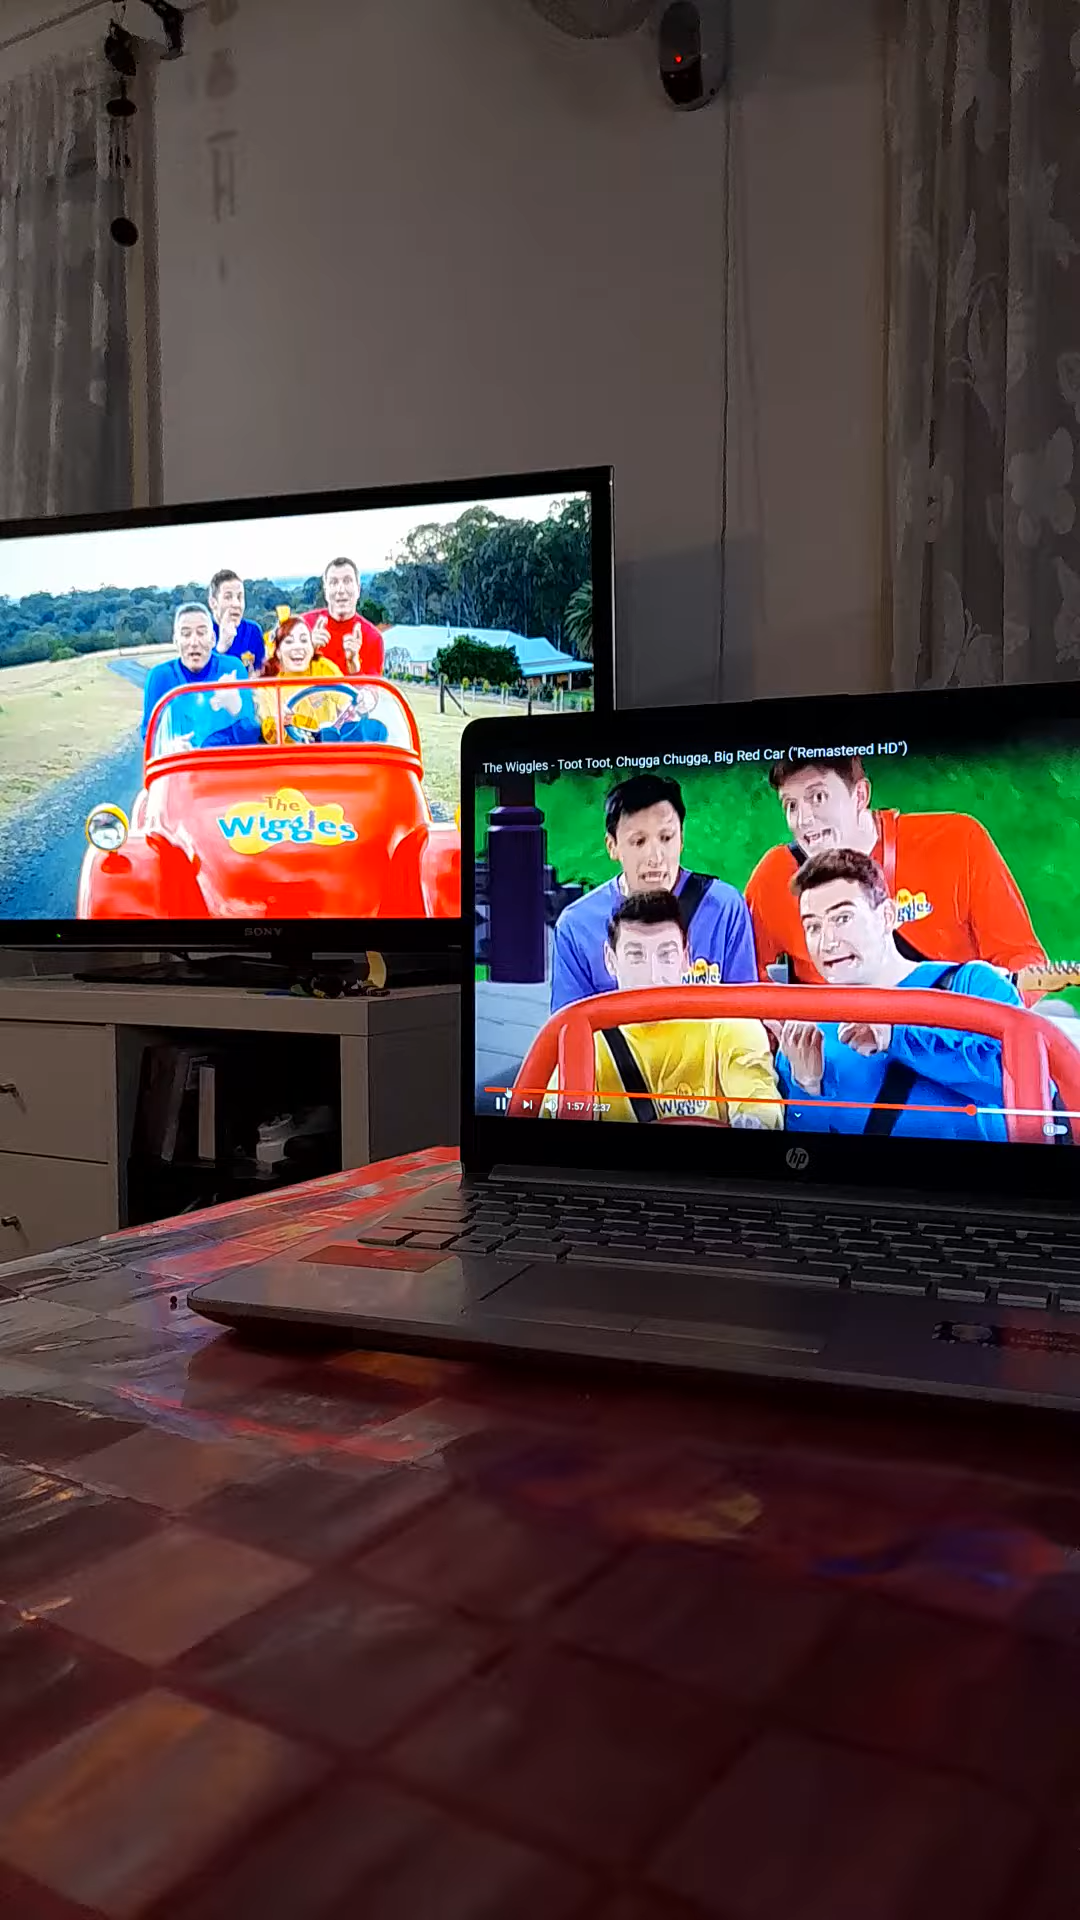 The
Wiggles
SONY
The Wiggles - Toot Toot, Chugga Chugga, Big Red Car ("Remastered HD")
The
Wiggles
1:57 / 2:37
hp